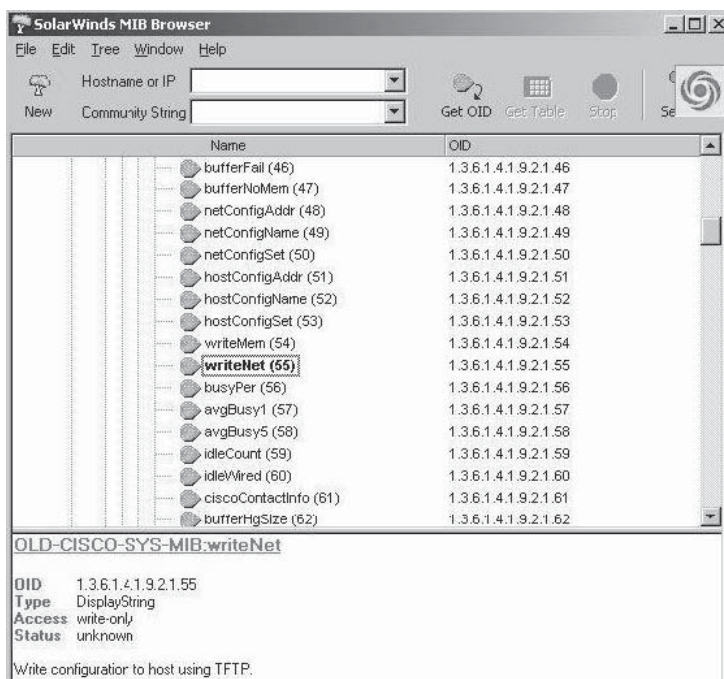 SolarWinds MIB Browser
File Edit Tree Window Help
New
Hostname or IP
Community String
Get OID Get Table Stop Se
Name OID
bufferFail (46) 1.3.6.1.4.1.9.2.1.46
bufferNoMem (47) 1.3.6.1.4.1.9.2.1.47
netConfigAddr (48) 1.3.6.1.4.1.9.2.1.48
netConfigName (49) 1.3.6.1.4.1.9.2.1.49
netConfigSet (50) 1.3.6.1.4.1.9.2.1.50
hostConfigAddr (51) 1.3.6.1.4.1.9.2.1.51
hostConfigName (52) 1.3.6.1.4.1.9.2.1.52
hostConfigSet (53) 1.3.6.1.4.1.9.2.1.53
writeMem (54) 1.3.6.1.4.1.9.2.1.54
writeNet (55) 1.3.6.1.4.1.9.2.1.55
busyPer (56) 1.3.6.1.4.1.9.2.1.56
avgBusy1 (57) 1.3.6.1.4.1.9.2.1.57
avgBusy5 (58) 1.3.6.1.4.1.9.2.1.58
idleCount (59) 1.3.6.1.4.1.9.2.1.59
idleWired (60) 1.3.6.1.4.1.9.2.1.60
ciscoContactInfo (61) 1.3.6.1.4.1.9.2.1.61
bufferHgSize (62) 1.3.6.1.4.1.9.2.1.62
OLD-CISCO-SYS-MIB:writeNet
OID 1.3.6.1.4.1.9.2.1.55
Type DisplayString
Access write-only
Status unknown
Write configuration to host using TFTP.